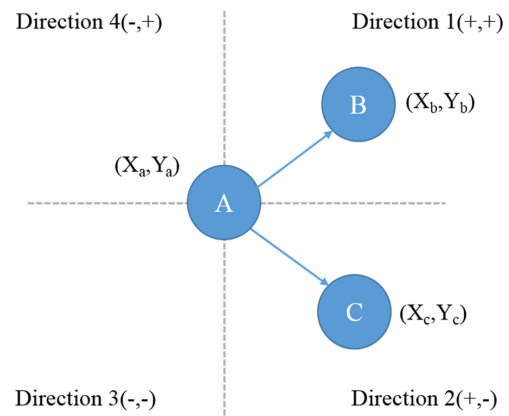 Direction 4(-,+)
Direction 1(+,+)
B
(Xb,Yb)
(Xa,Ya)
A
C
(Xc,Yc)
Direction 3(-,-)
Direction 2(+,-)